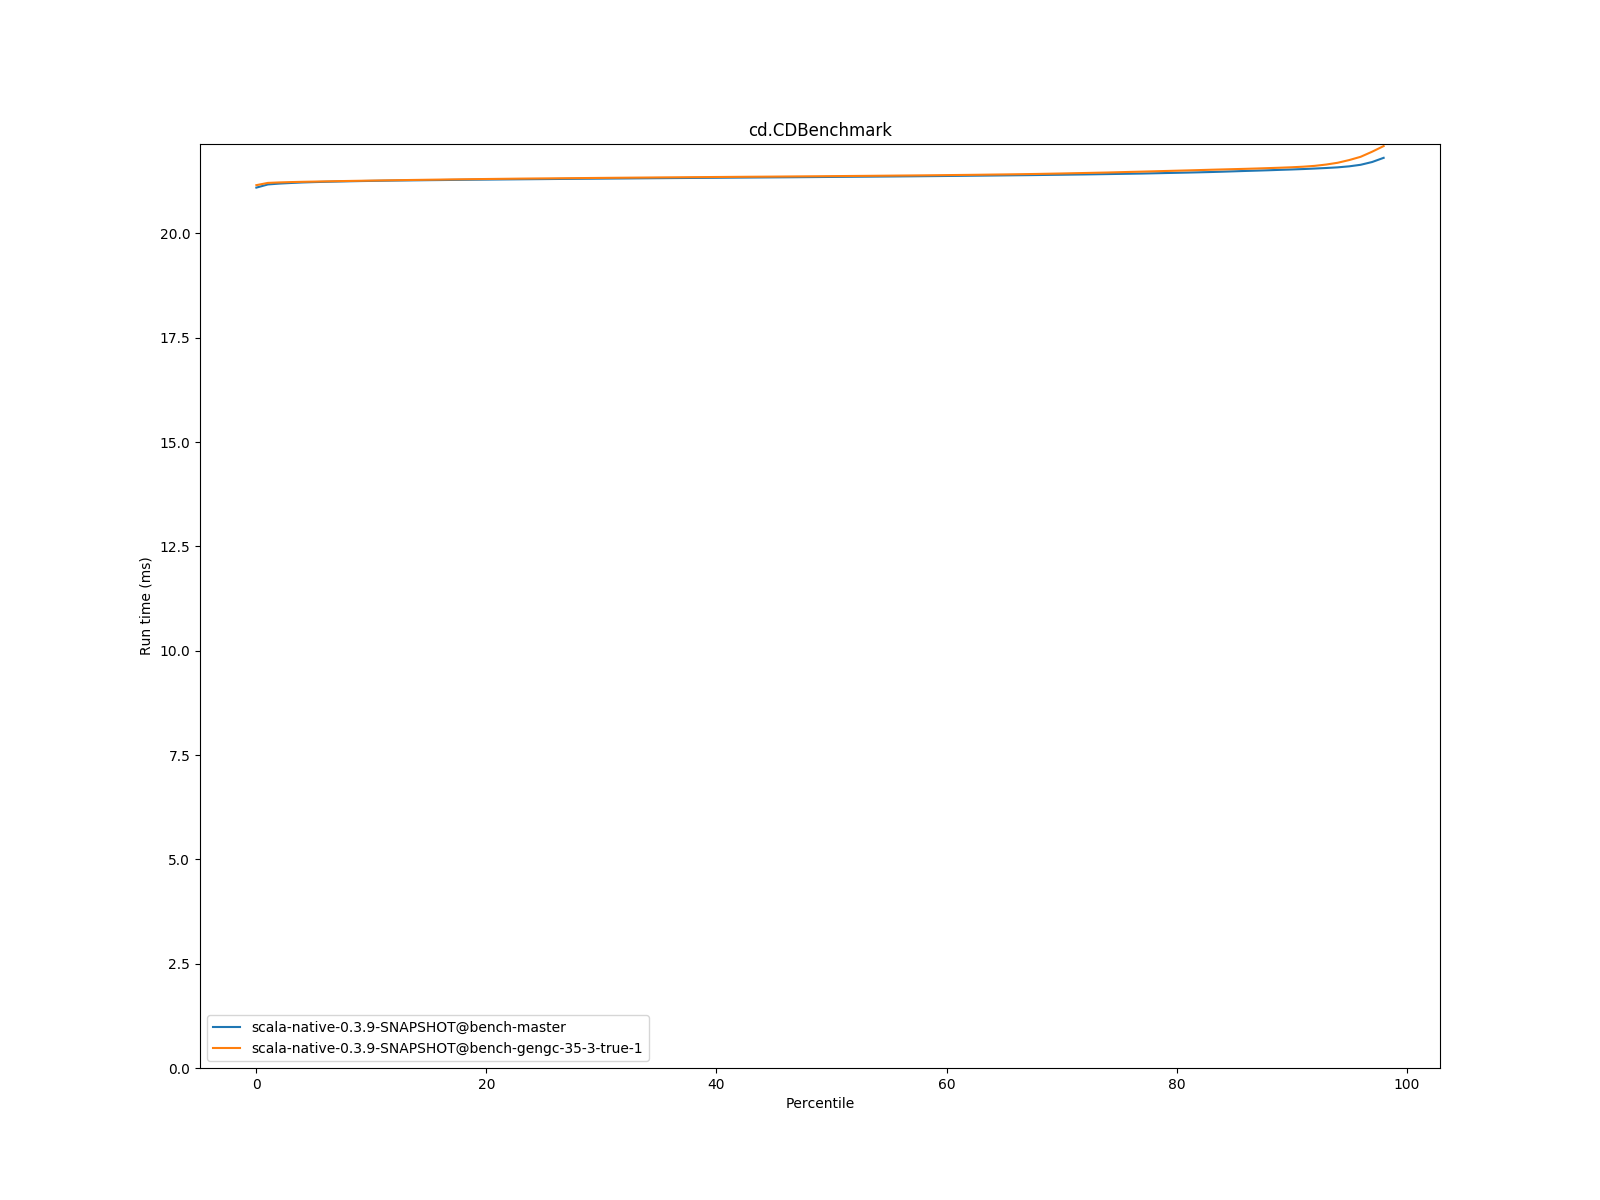 cd.CDBenchmark
Run time (ms)
20.0
17.5
15.0
12.5
10.0
7.5
5.0
2.5
0.0
scala-native-0.3.9-SNAPSHOT@bench-master
scala-native-0.3.9-SNAPSHOT@bench-gengc-35-3-true-1
0 20 40 60 80 100
Percentile